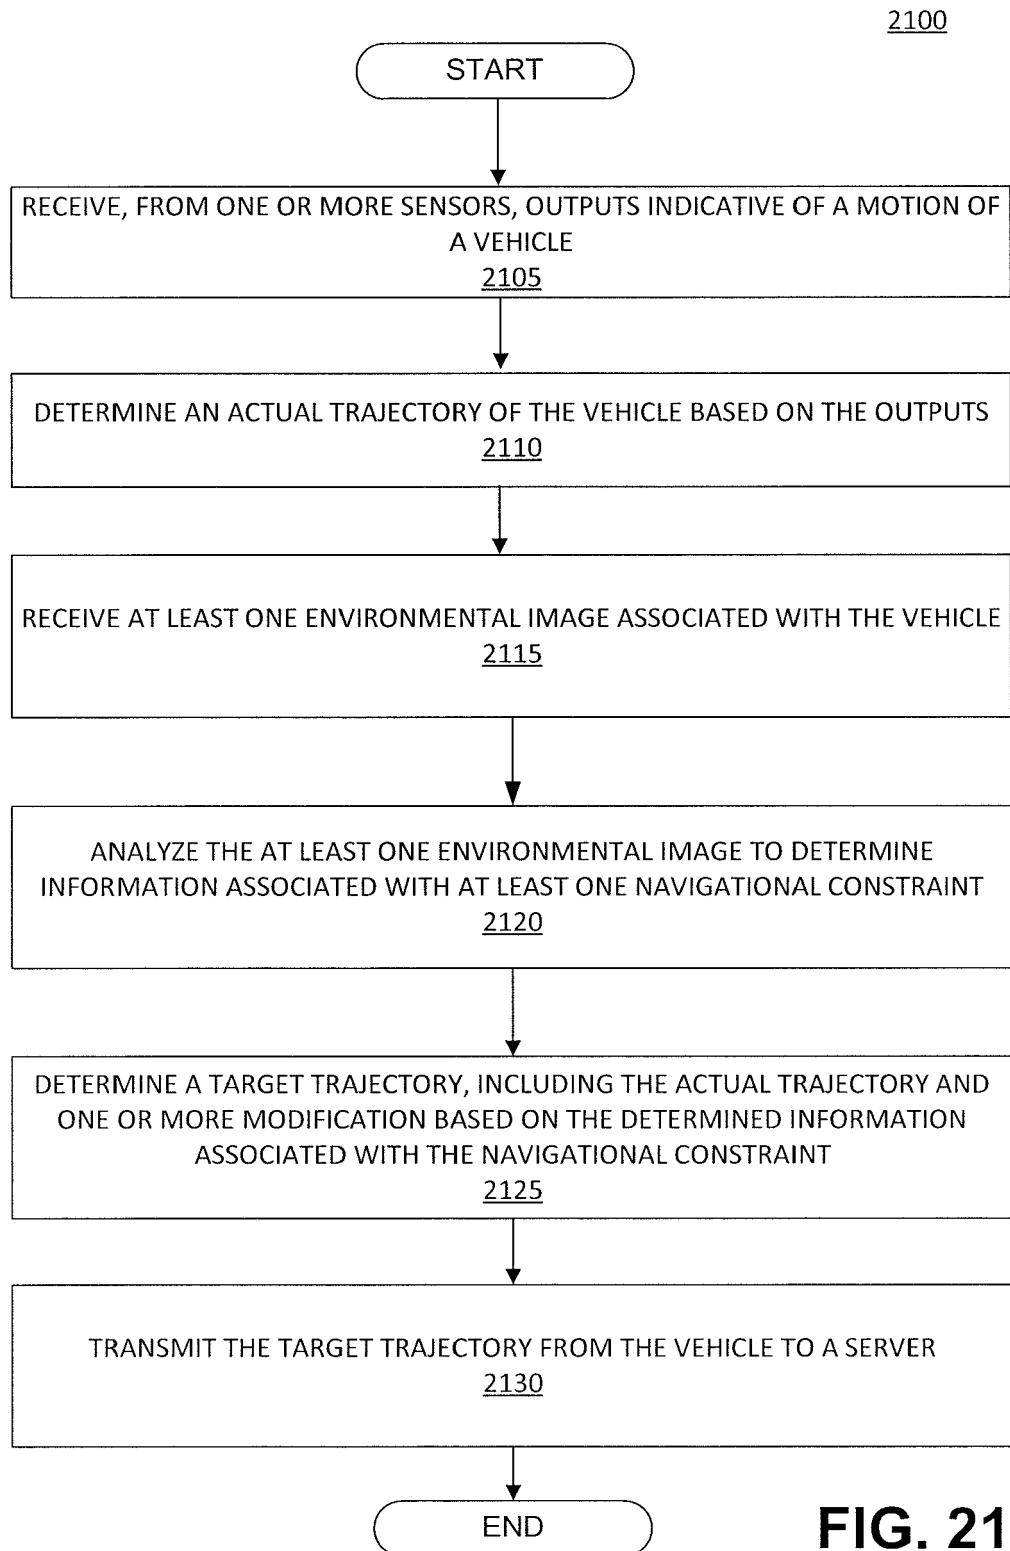 2100
START
RECEIVE, FROM ONE OR MORE SENSORS, OUTPUTS INDICATIVE OF A MOTION OF
A VEHICLE
2105
DETERMINE AN ACTUAL TRAJECTORY OF THE VEHICLE BASED ON THE OUTPUTS
2110
RECEIVE AT LEAST ONE ENVIRONMENTAL IMAGE ASSOCIATED WITH THE VEHICLE
2115
ANALYZE THE AT LEAST ONE ENVIRONMENTAL IMAGE TO DETERMINE
INFORMATION ASSOCIATED WITH AT LEAST ONE NAVIGATIONAL CONSTRAINT
2120
DETERMINE A TARGET TRAJECTORY, INCLUDING THE ACTUAL TRAJECTORY AND
ONE OR MORE MODIFICATION BASED ON THE DETERMINED INFORMATION
ASSOCIATED WITH THE NAVIGATIONAL CONSTRAINT
2125
TRANSMIT THE TARGET TRAJECTORY FROM THE VEHICLE TO A SERVER
2130
END
FIG. 21